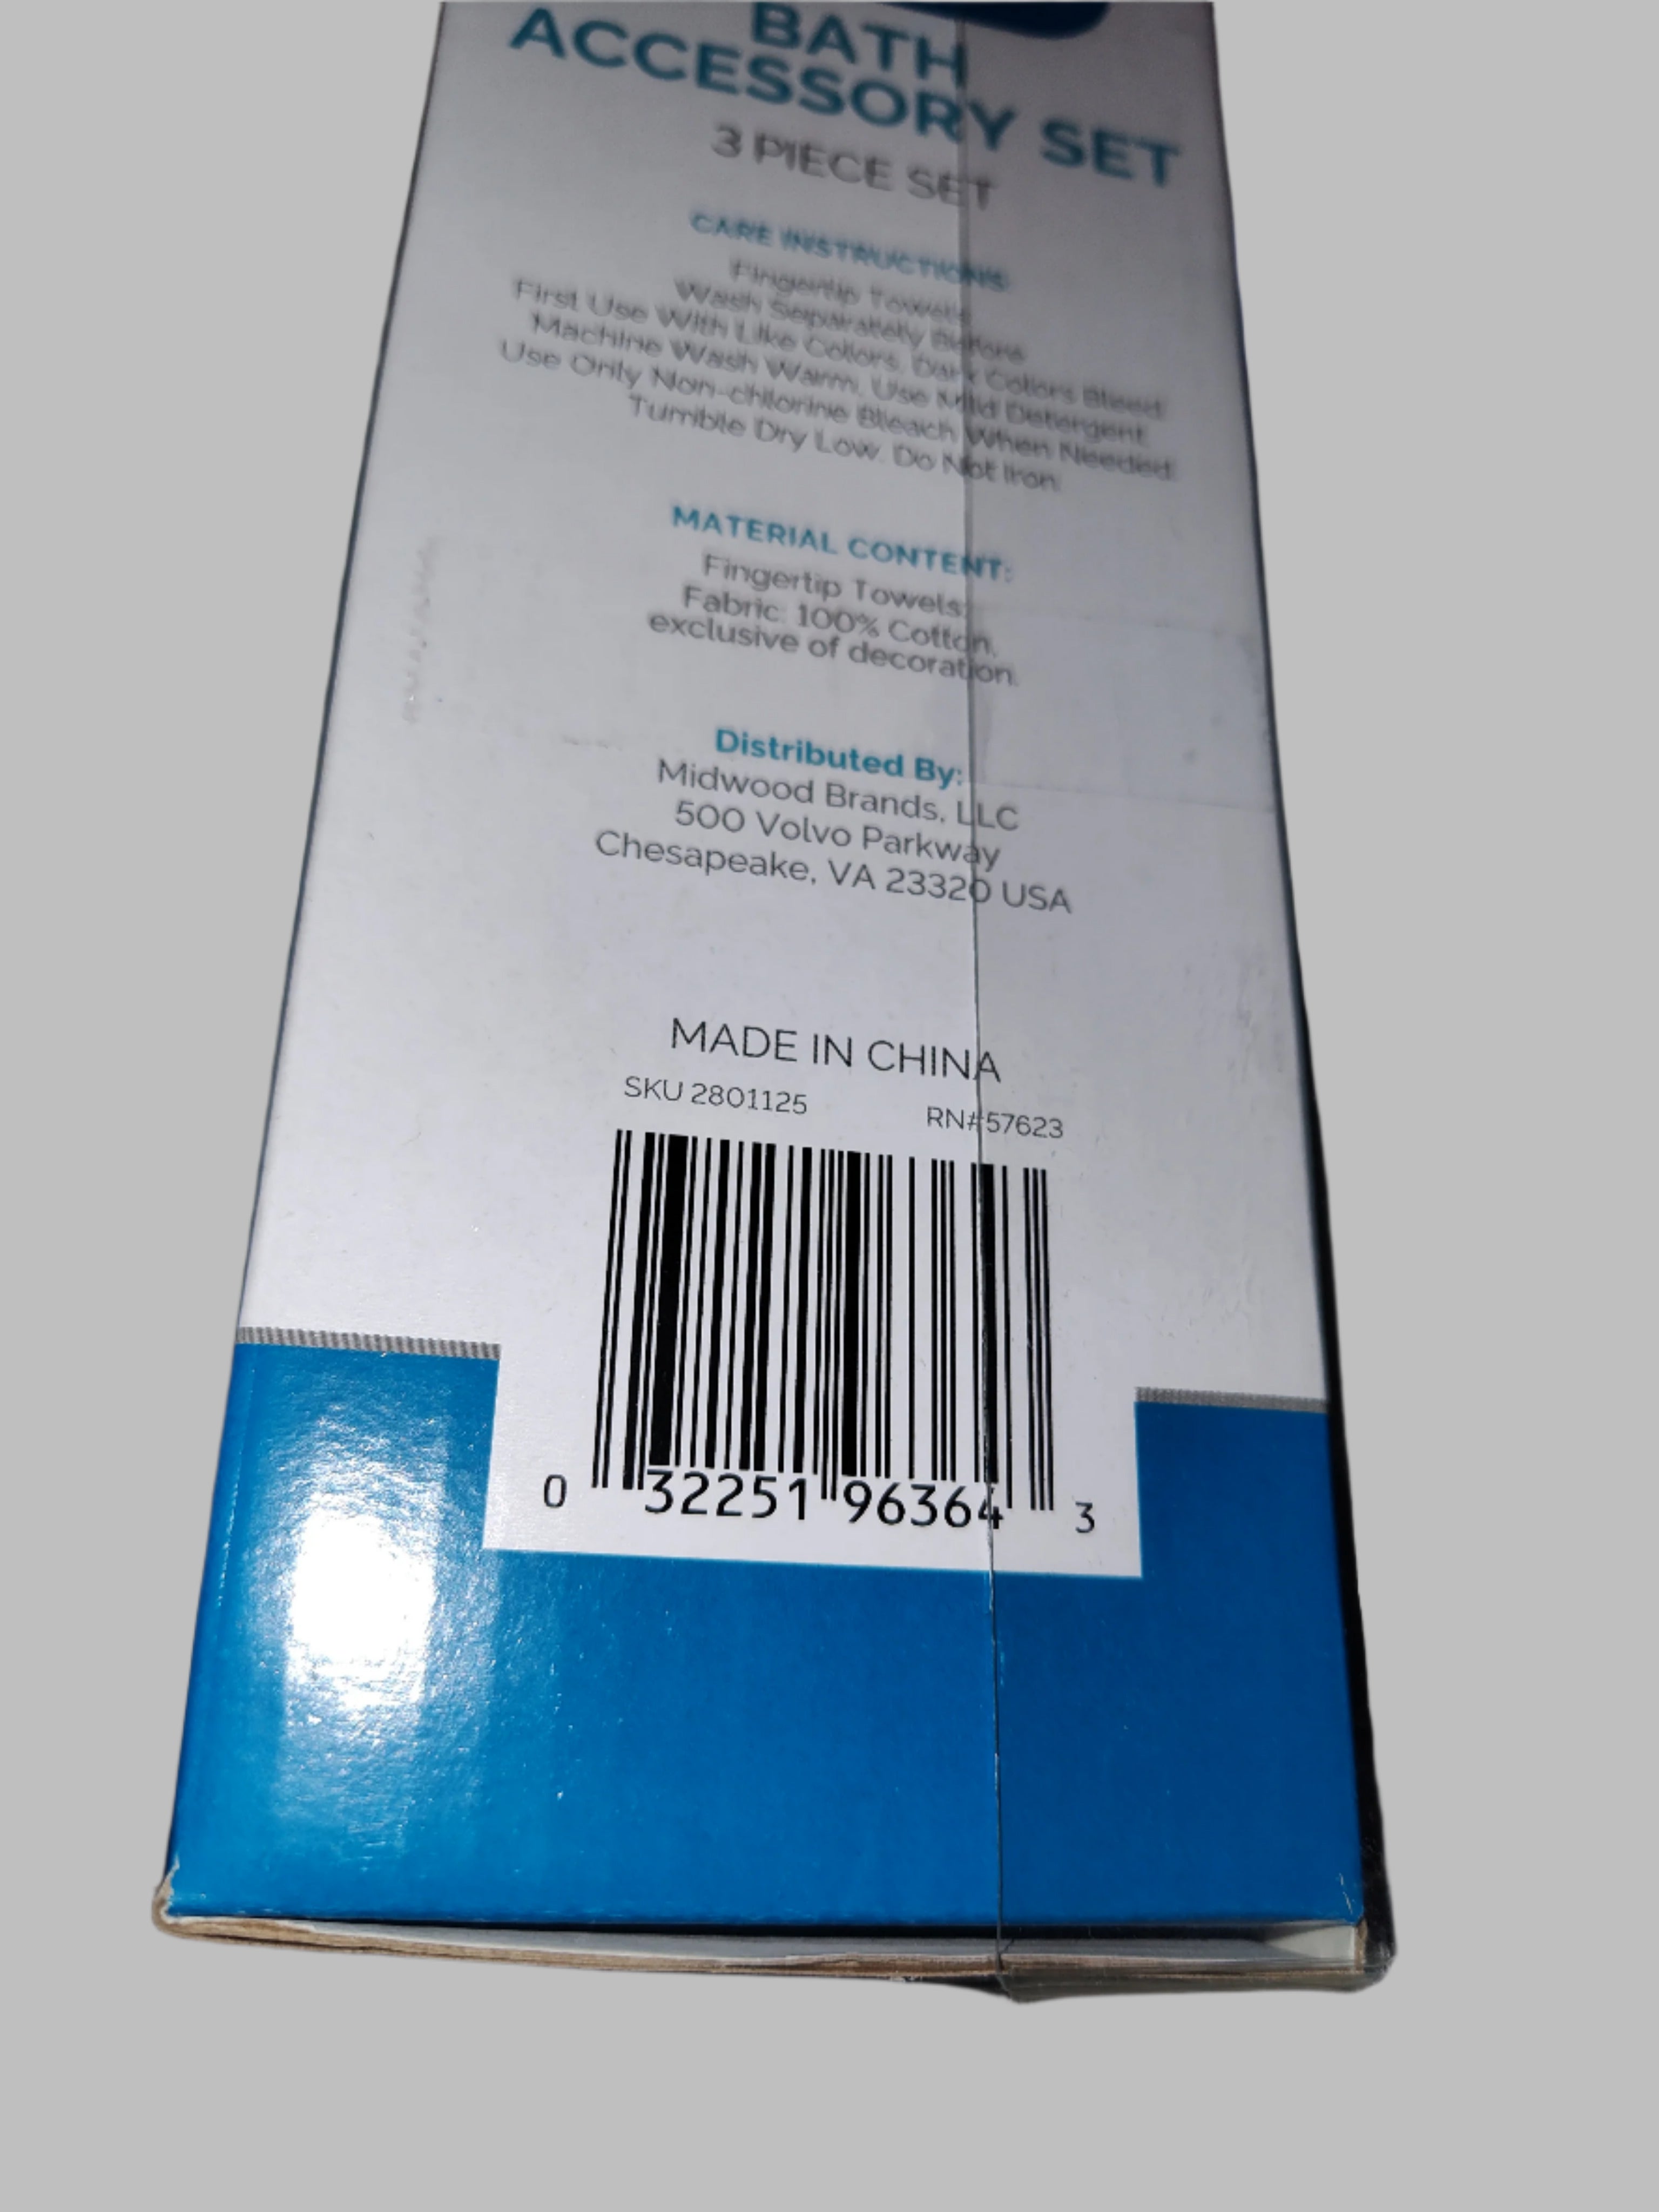 BATH
ACCESSORY SET
3 PIECE SET
CARE INSTRUCTIONS:
Fingertip Towels:
Wash Separately Before
First Use With Like Colors, Dark Colors Bleed.
Machine Wash Warm, Use Mild Detergent.
Use Only Non-chlorine Bleach When Needed.
Tumble Dry Low. Do Not Iron.
MATERIAL CONTENT:
Fingertip Towels:
Fabric: 100% Cotton,
exclusive of decoration.
Distributed By:
Midwood Brands, LLC
500 Volvo Parkway
Chesapeake, VA 23320 USA
MADE IN CHINA
SKU 2801125 RN#57623
0 32251 96364 3